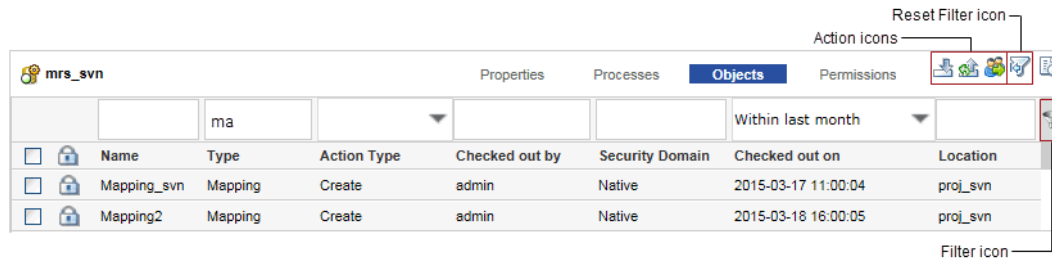 Reset Filter icon
Action icons
mrs_svn Properties Processes Objects Permissions
ma Within last month
Name Type Action Type Checked out by Security Domain Checked out on Location
Mapping_svn Mapping Create admin Native 2015-03-17 11:00:04 proj_svn
Mapping2 Mapping Create admin Native 2015-03-18 16:00:05 proj_svn
Filter icon